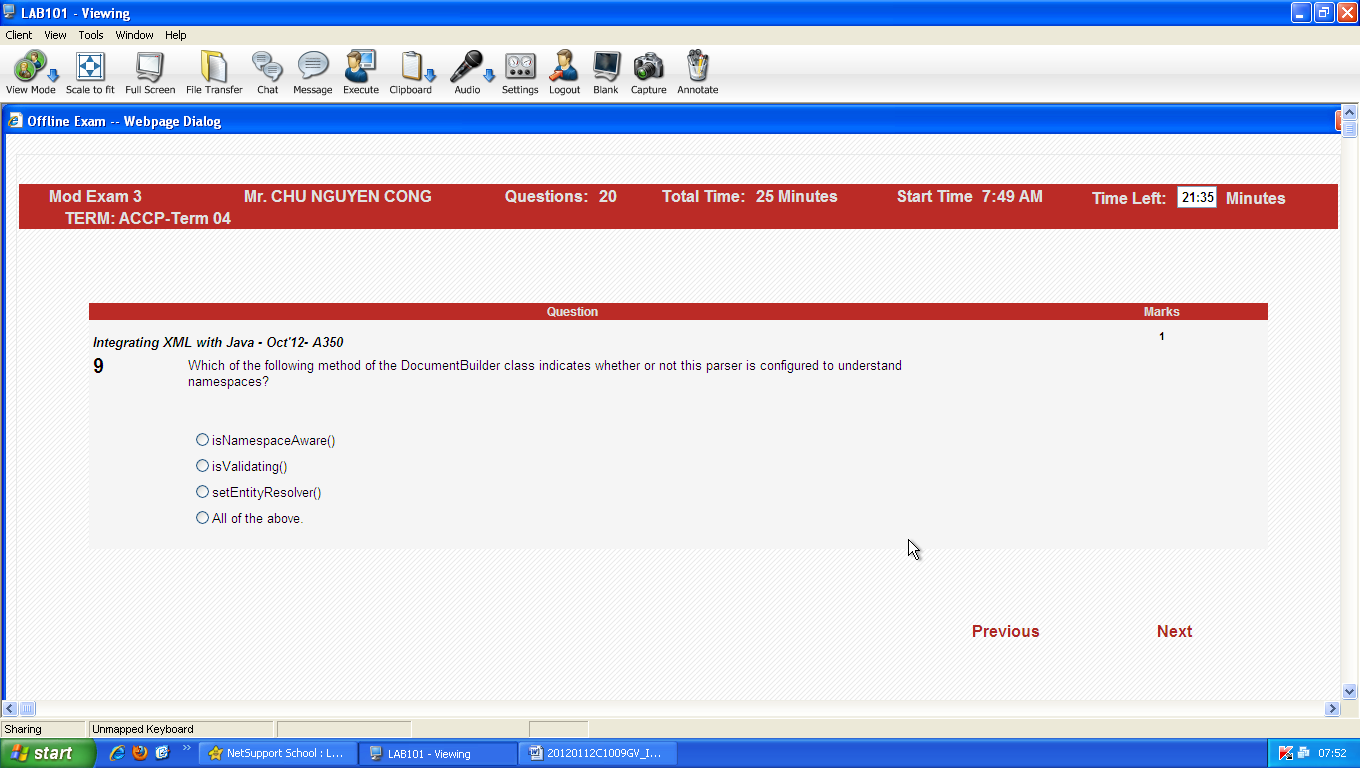 LAB101 - Viewing
Client View Tools Window Help
View Mode Scale to fit Full Screen File Transfer Chat Message Execute Clipboard Audio Settings Logout Blank Capture Annotate
Offline Exam -- Webpage Dialog
Mod Exam 3 Mr. CHU NGUYEN CONG Questions: 20 Total Time: 25 Minutes Start Time 7:49 AM Time Left: 21:35 Minutes
TERM: ACCP-Term 04
Question Marks
Integrating XML with Java - Oct'12- A350 1
9 Which of the following method of the DocumentBuilder class indicates whether or not this parser is configured to understand
namespaces?
isNamespaceAware()
isValidating()
setEntityResolver()
All of the above.
Previous Next
Sharing Unmapped Keyboard
start NetSupport School : L... LAB101 - Viewing 20120112C1009GV_I... 07:52